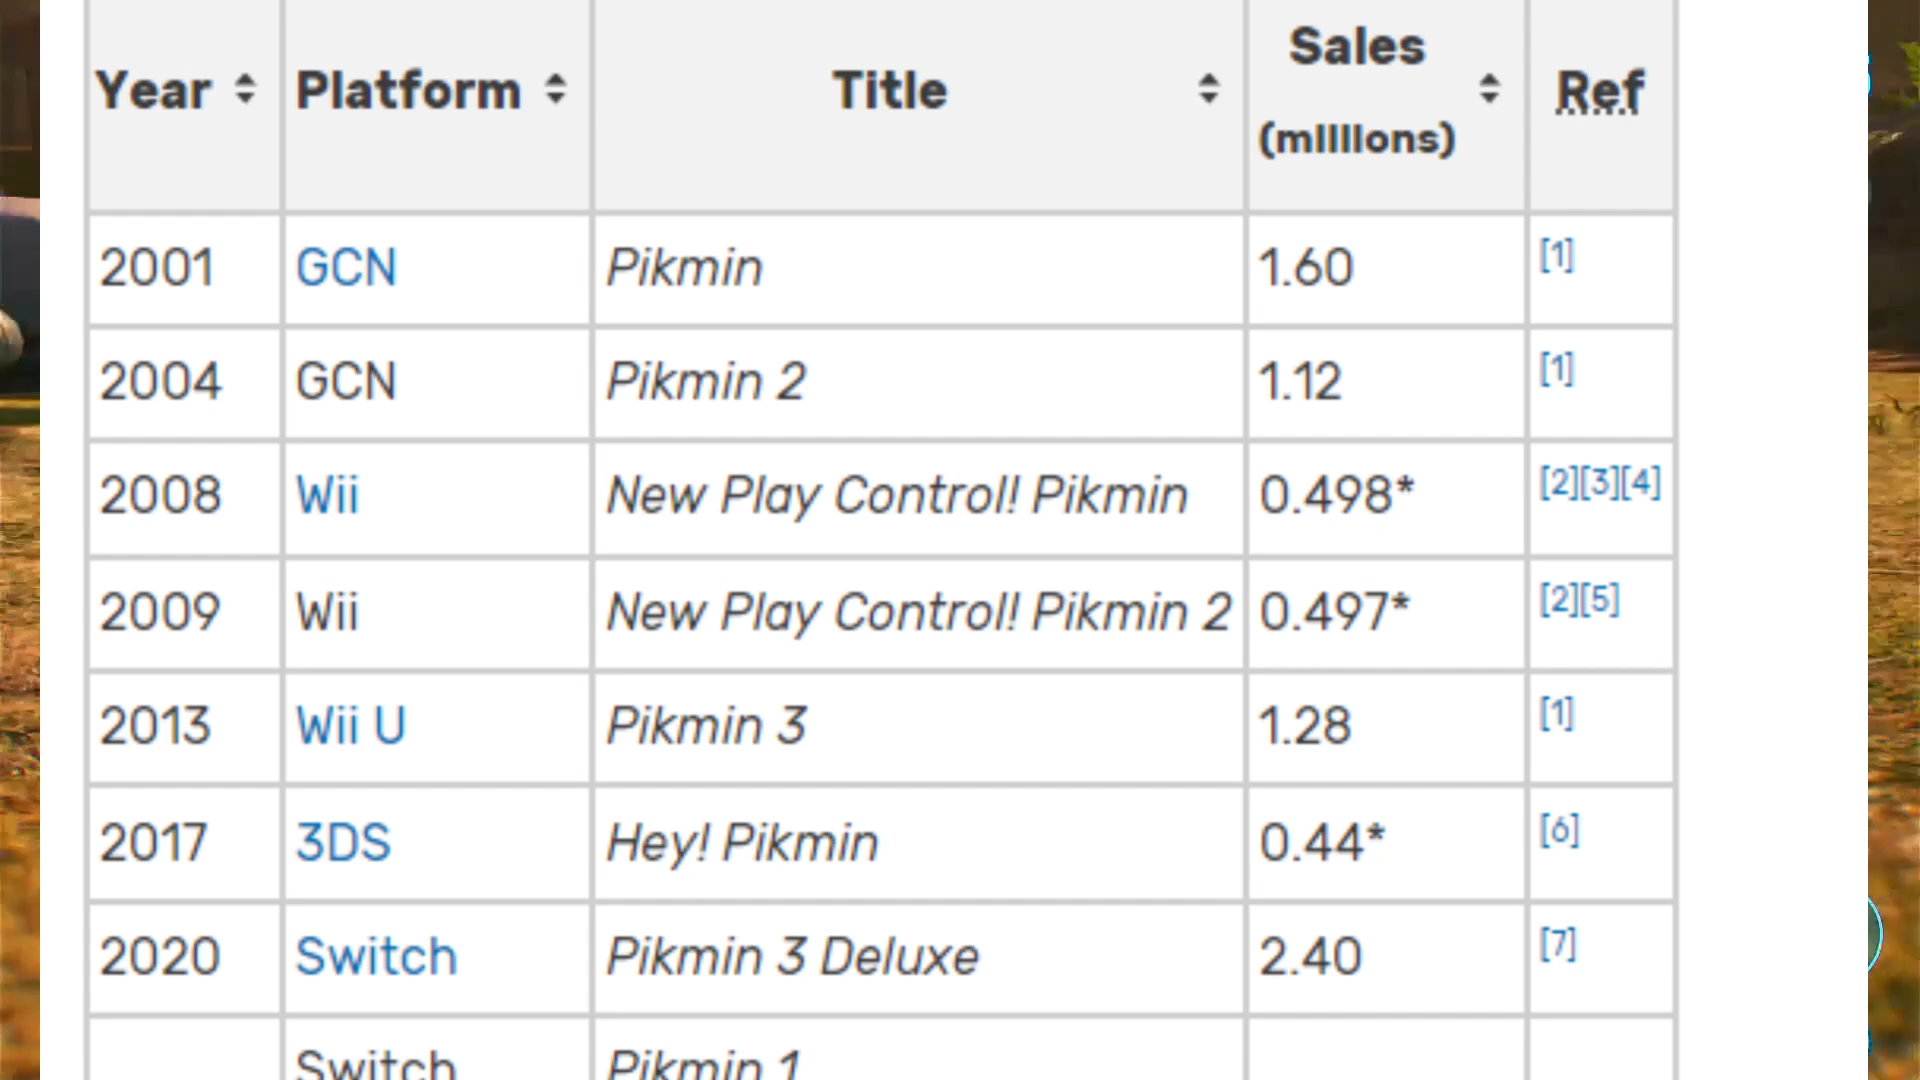 Year Platform Title Sales (millions) Ref
2001 GCN Pikmin 1.60 [1]
2004 GCN Pikmin 2 1.12 [1]
2008 Wii New Play Control! Pikmin 0.498* [2][3][4]
2009 Wii New Play Control! Pikmin 2 0.497* [2][5]
2013 Wii U Pikmin 3 1.28 [1]
2017 3DS Hey! Pikmin 0.44* [6]
2020 Switch Pikmin 3 Deluxe 2.40 [7]
Switch Pikmin 1